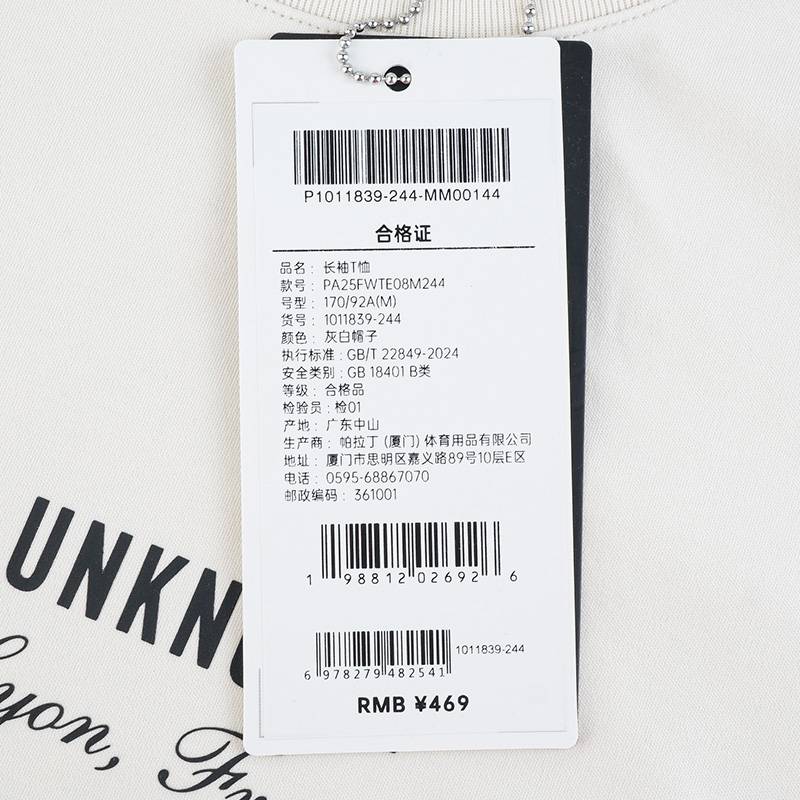 P1011839-244-MM00144
合格证
品名：长袖T恤
款号：PA25FWTE08M244
号型：170/92A(M)
货号：1011839-244
颜色：灰白帽子
执行标准：GB/T 22849-2024
安全类别：GB 18401 B类
等级：合格品
检验员：检01
产地：广东中山
生产商：帕拉丁 (厦门) 体育用品有限公司
地址：厦门市思明区嘉义路89号10层E区
电话：0595-68867070
邮政编码：361001
UNKN
1 98812 02692 6
yon, Fr
1011839-244
6 978279 482541
RMB ¥469